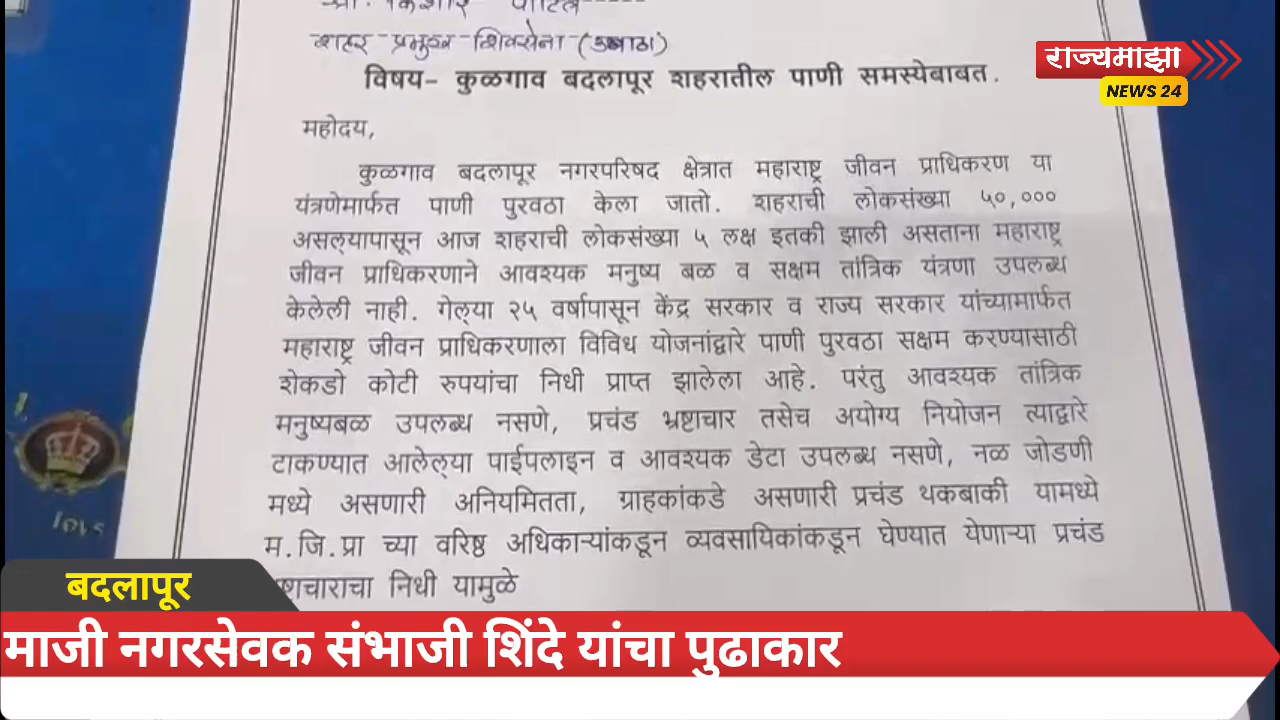 प्रा. किशोर पाटील
शहर प्रमुख शिवसेना (उबाठा)
विषय- कुळगाव बदलापूर शहरातील पाणी समस्येबाबत.
महोदय,
कुळगाव बदलापूर नगरपरिषद क्षेत्रात महाराष्ट्र जीवन प्राधिकरण या
यंत्रणेमार्फत पाणी पुरवठा केला जातो. शहराची लोकसंख्या ५०,०००
असल्यापासून आज शहराची लोकसंख्या ५ लक्ष इतकी झाली असताना महाराष्ट्र
जीवन प्राधिकरणाने आवश्यक मनुष्य बळ व सक्षम तांत्रिक यंत्रणा उपलब्ध
केलेली नाही. गेल्या २५ वर्षापासून केंद्र सरकार व राज्य सरकार यांच्यामार्फत
महाराष्ट्र जीवन प्राधिकरणाला विविध योजनांद्वारे पाणी पुरवठा सक्षम करण्यासाठी
शेकडो कोटी रुपयांचा निधी प्राप्त झालेला आहे. परंतु आवश्यक तांत्रिक
मनुष्यबळ उपलब्ध नसणे, प्रचंड भ्रष्टाचार तसेच अयोग्य नियोजन त्याद्वारे
टाकण्यात आलेल्या पाईपलाइन व आवश्यक डेटा उपलब्ध नसणे, नळ जोडणी
मध्ये असणारी अनियमितता, ग्राहकांकडे असणारी प्रचंड थकबाकी यामध्ये
म.जि.प्रा च्या वरिष्ठ अधिकाऱ्यांकडून व्यवसायिकांकडून घेण्यात येणाऱ्या प्रचंड
निधी यामुळे
राज्यमाझा
NEWS 24
बदलापूर
माजी नगरसेवक संभाजी शिंदे यांचा पुढाकार